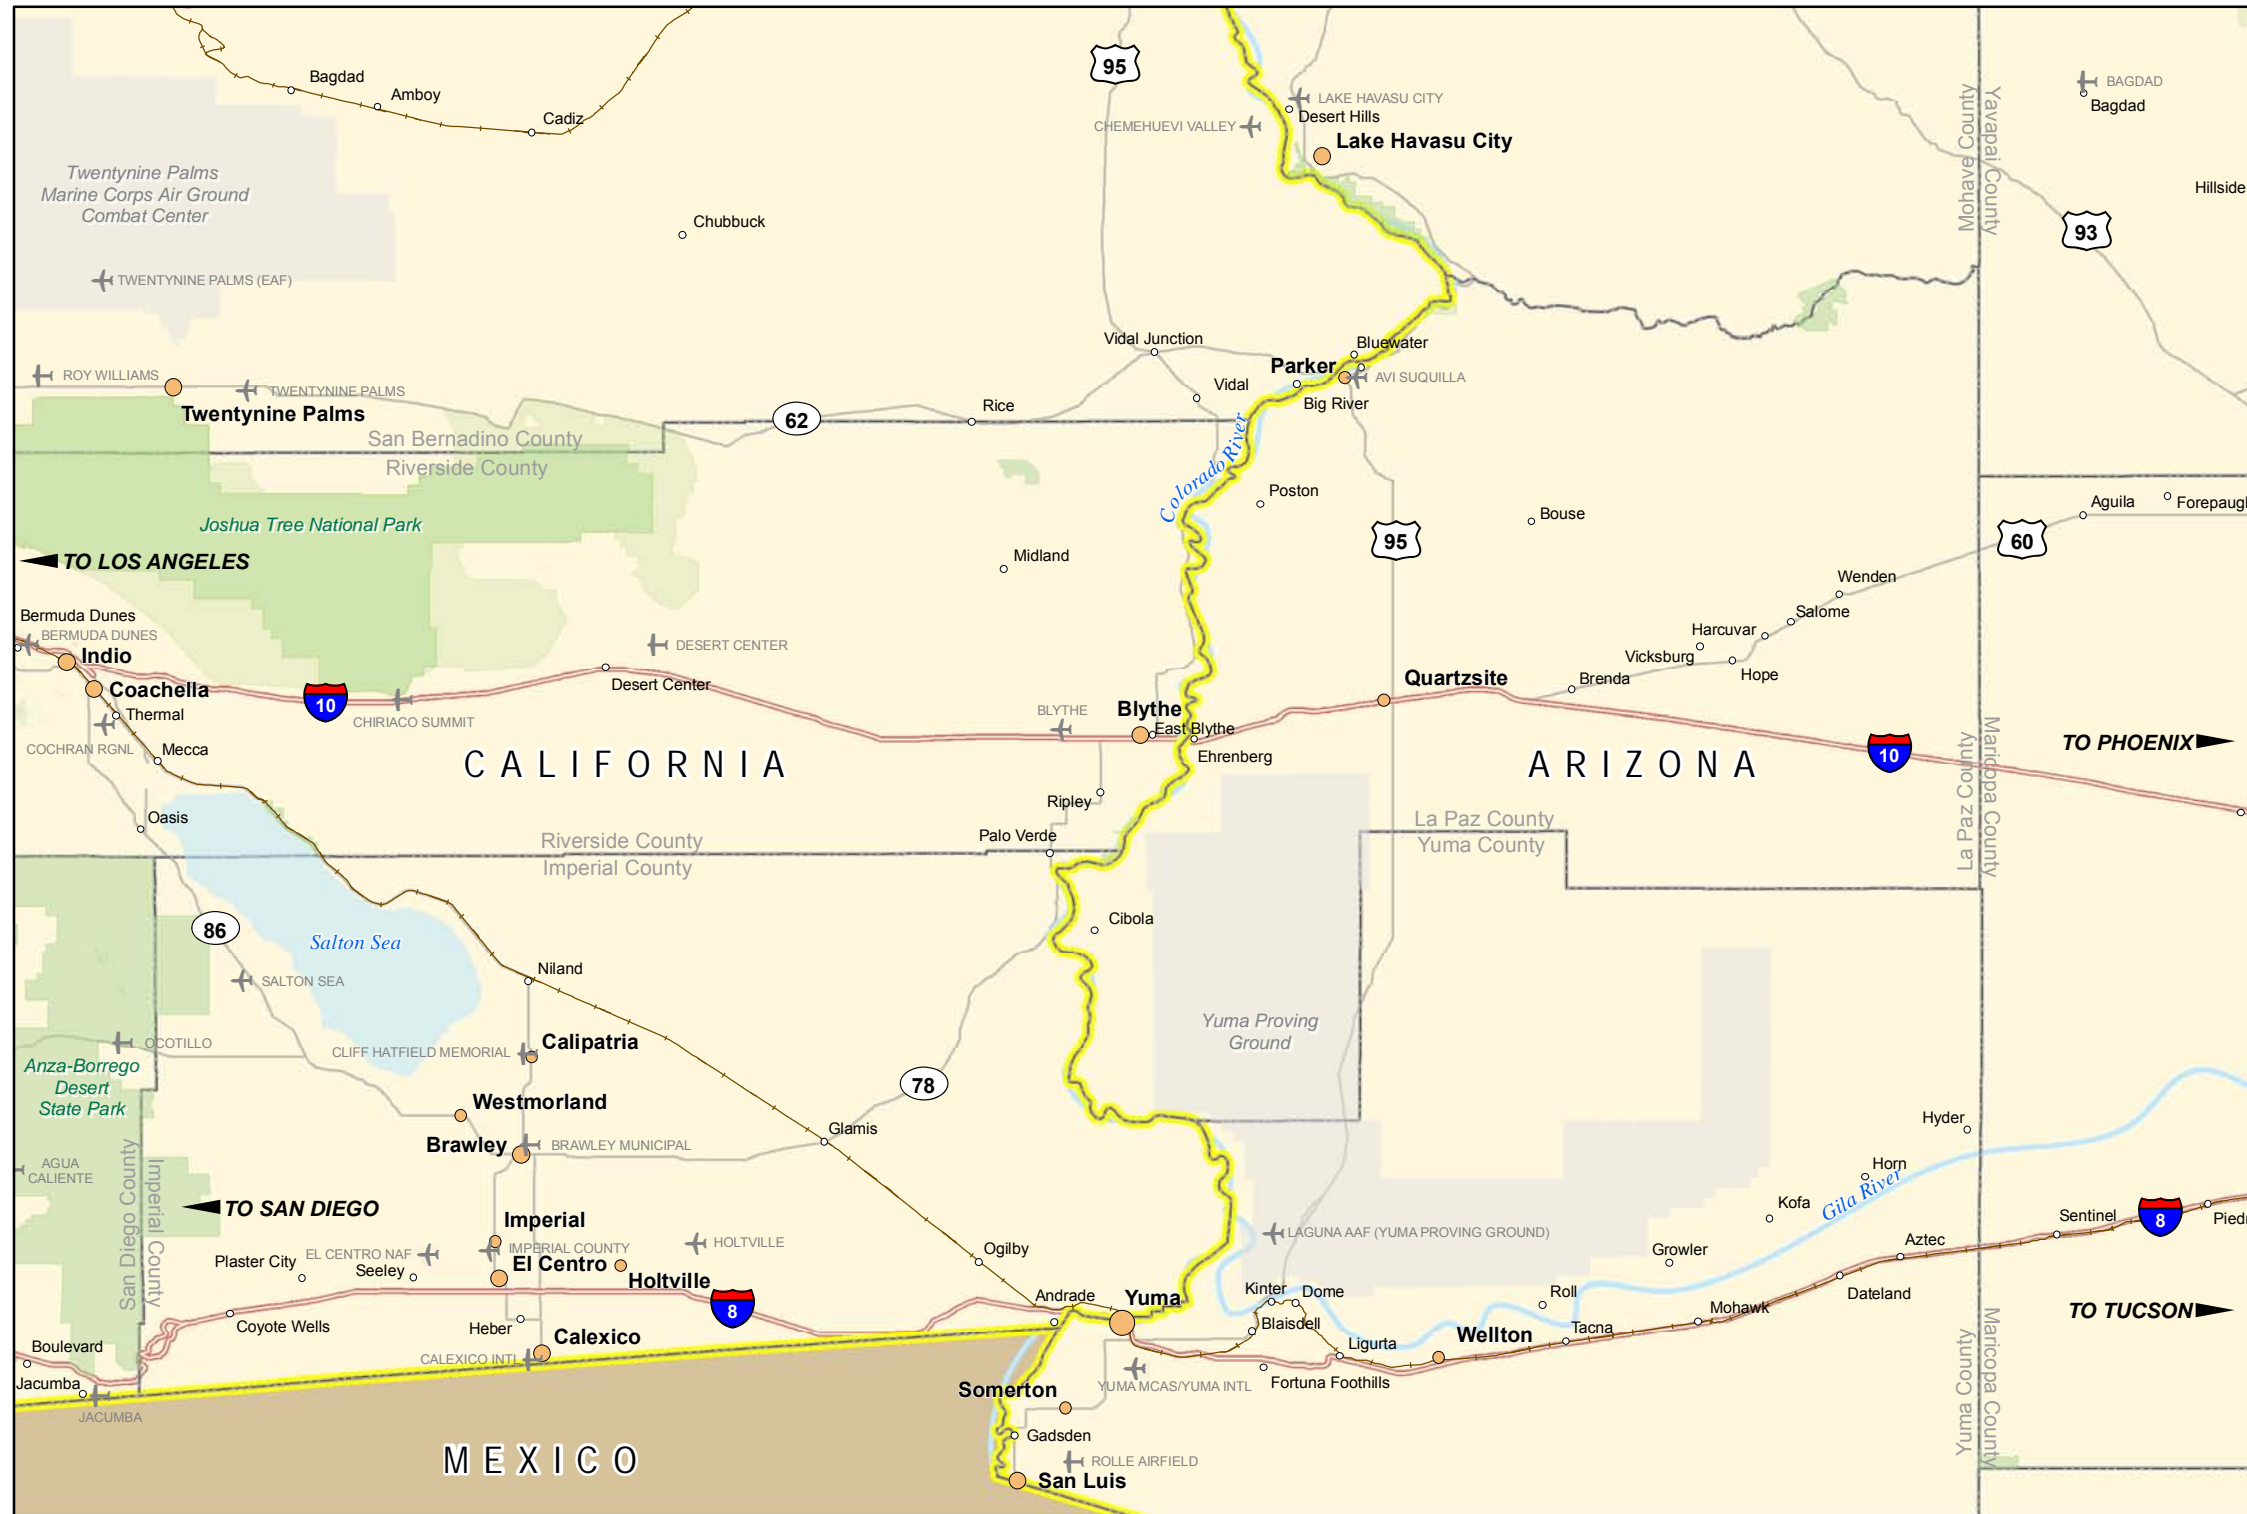 95
Bagdad
Amboy
Cadiz
LAKE HAVASU CITY
Desert Hills
CHEMEHUEVI VALLEY
Lake Havasu City
BAGDAD
Bagdad
Mohave County
Yavapai County
Hillside
93
Twentynine Palms
Marine Corps Air Ground
Combat Center
Chubbuck
TWENTYNINE PALMS (EAF)
Vidal Junction
Bluewater
Parker
AVI SUQUILLA
ROY WILLIAMS
TWENTYNINE PALMS
Twentynine Palms
Vidal
Big River
62
Rice
San Bernadino County
Riverside County
Colorado River
Poston
Bouse
Aguila
Forepaugh
Joshua Tree National Park
95
60
TO LOS ANGELES
Midland
Wenden
Salome
Harcuvar
Vicksburg
Hope
Brenda
Bermuda Dunes
BERMUDA DUNES
Indio
DESERT CENTER
Desert Center
Quartzsite
Coachella
Thermal
10
CHIRIACO SUMMIT
BLYTHE
Blythe
East Blythe
Ehrenberg
COCHRAN RGNL
Mecca
CALIFORNIA
ARIZONA
10
TO PHOENIX
La Paz County
Maricopa County
Ripley
Oasis
Palo Verde
Riverside County
Imperial County
La Paz County
Yuma County
86
Salton Sea
Cibola
Niland
SALTON SEA
Yuma Proving
Ground
OCOTILLO
CLIFF HATFIELD MEMORIAL
Calipatria
Anza-Borrego
Desert
State Park
78
Westmorland
Glamis
Hyder
Brawley
BRAWLEY MUNICIPAL
AGUA
CALIENTE
San Diego County
Imperial County
Horn
Gila River
Kofa
TO SAN DIEGO
Imperial
IMPERIAL COUNTY
HOLTVILLE
LAGUNA AAF (YUMA PROVING GROUND)
Sentinel
8
Aztec
Growler
Ogilby
EL CENTRO NAF
Plaster City
Seeley
El Centro
Holtville
Dateland
Andrade
Yuma
Kinter
Dome
Roll
8
Mohawk
TO TUCSON
Coyote Wells
Heber
Calexico
Blaisdell
Wellton
Tacna
Ligurta
Boulevard
CALEXICO INTL
Jacumba
JACUMBA
YUMA MCAS/YUMA INTL
Fortuna Foothills
Somerton
Yuma County
Maricopa County
Gadsden
MEXICO
ROLLE AIRFIELD
San Luis